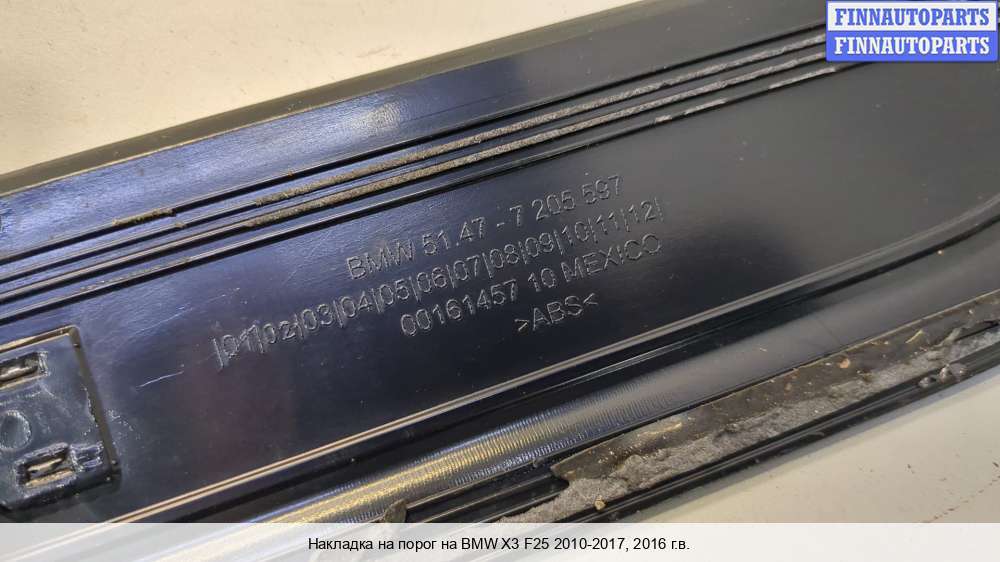 FINNAUTOPARTS
FINNAUTOPARTS
BMW 51.47 - 7 205 597
|01|02|03|04|05|06|07|08|09|10|11|12|
00161457 10 MEXICO
>ABS<
Накладка на порог на BMW X3 F25 2010-2017, 2016 г.в.